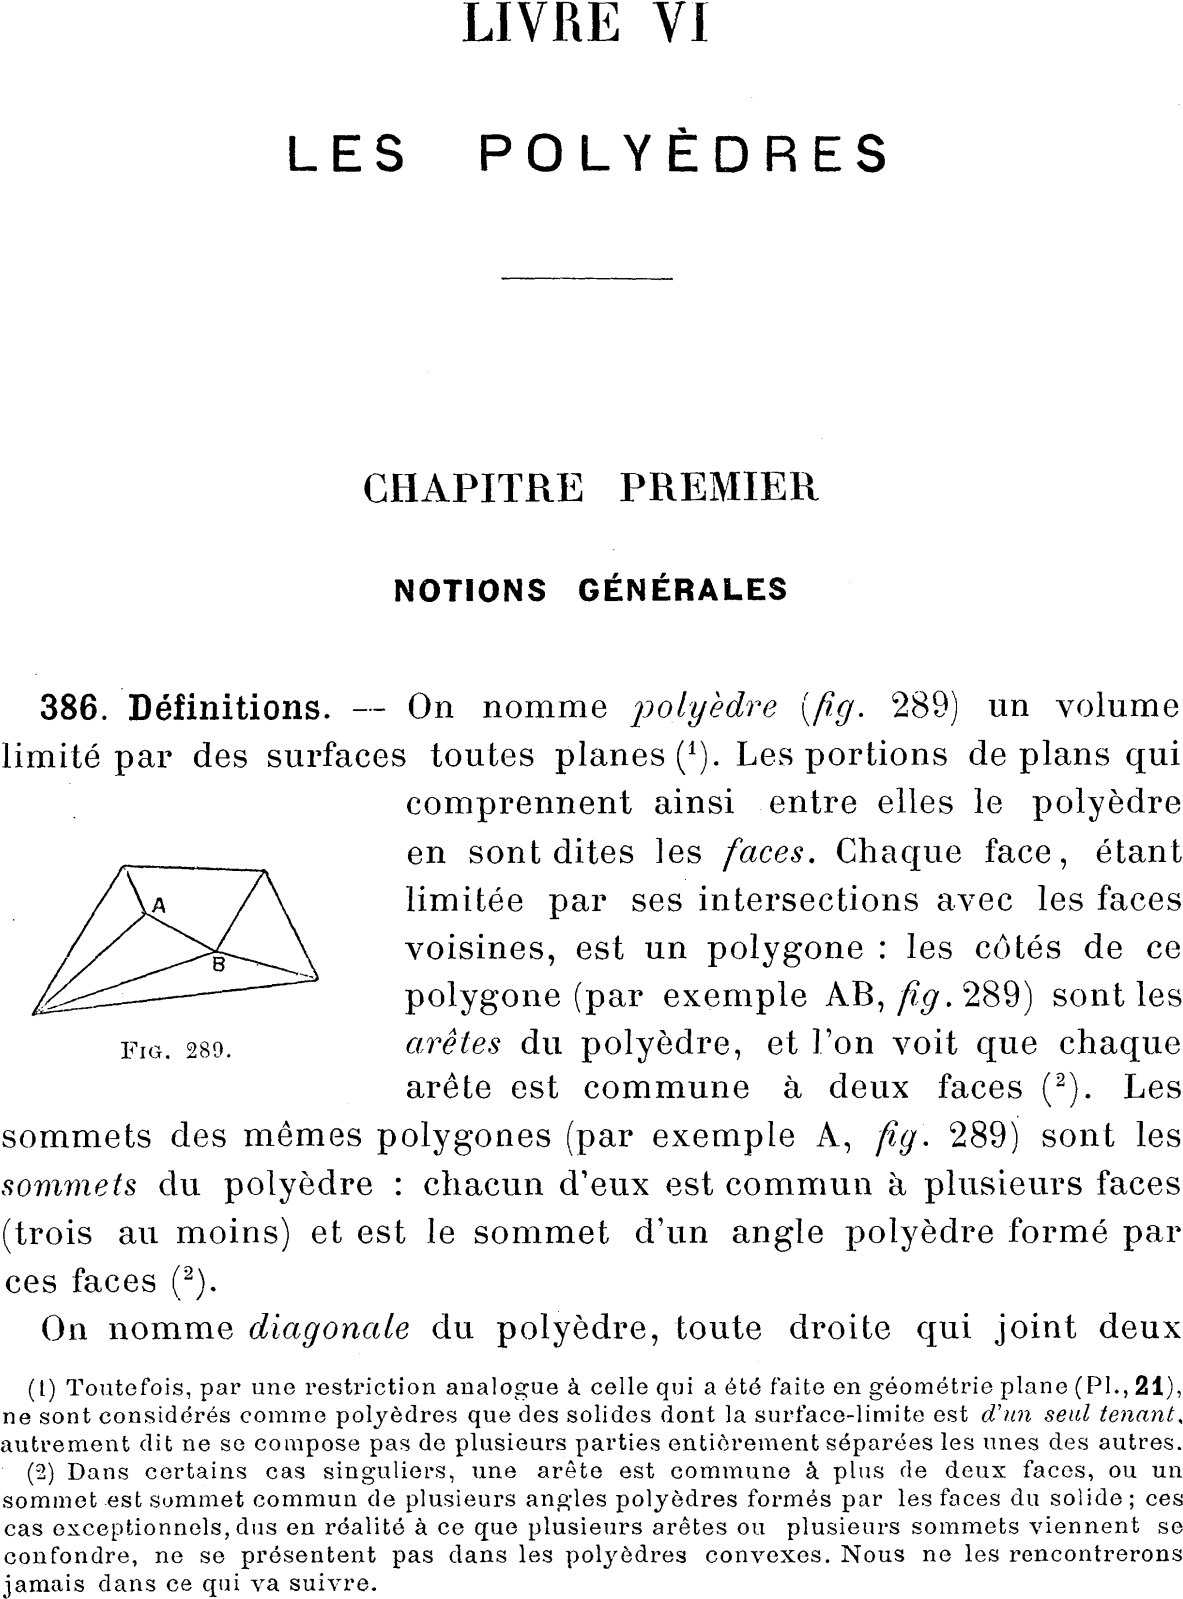 LIVRE VI
LES POLYÈDRES
CHAPITRE PREMIER
NOTIONS GÉNÉRALES
386. Définitions. — On nomme polyèdre (fig. 289) un volume
limité par des surfaces toutes planes (¹). Les portions de plans qui
comprennent ainsi entre elles le polyèdre
en sont dites les faces. Chaque face, étant
limitée par ses intersections avec les faces
voisines, est un polygone : les côtés de ce
polygone (par exemple AB, fig. 289) sont les
arêtes du polyèdre, et l'on voit que chaque
arête est commune à deux faces (²). Les
A
B
FIG. 289.
sommets des mêmes polygones (par exemple A, fig. 289) sont les
sommets du polyèdre : chacun d'eux est commun à plusieurs faces
(trois au moins) et est le sommet d'un angle polyèdre formé par
ces faces (²).
On nomme diagonale du polyèdre, toute droite qui joint deux
(1) Toutefois, par une restriction analogue à celle qui a été faite en géométrie plane (Pl., 21),
ne sont considérés comme polyèdres que des solides dont la surface-limite est d'un seul tenant,
autrement dit ne se compose pas de plusieurs parties entièrement séparées les unes des autres.
(2) Dans certains cas singuliers, une arête est commune à plus de deux faces, ou un
sommet est sommet commun de plusieurs angles polyèdres formés par les faces du solide ; ces
cas exceptionnels, dus en réalité à ce que plusieurs arêtes ou plusieurs sommets viennent se
confondre, ne se présentent pas dans les polyèdres convexes. Nous ne les rencontrerons
jamais dans ce qui va suivre.